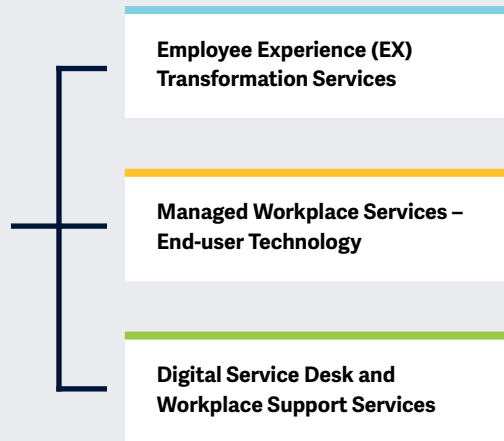 Employee Experience (EX)
Transformation Services
Managed Workplace Services –
End-user Technology
Digital Service Desk and
Workplace Support Services